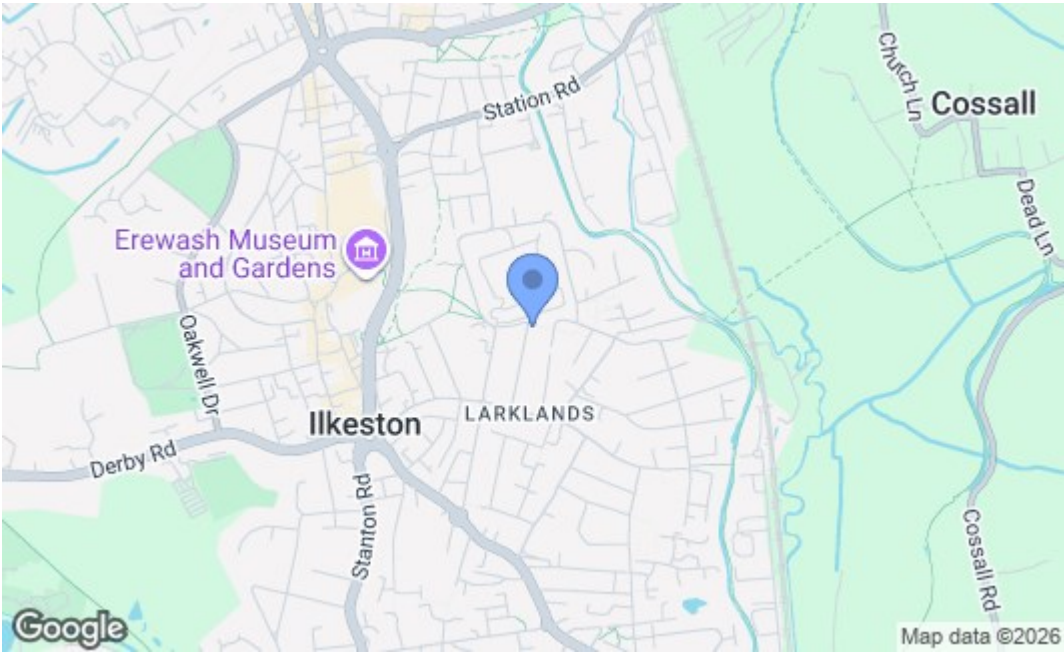 Station Rd
Church Ln
Cossall
Dead Ln
Erewash Museum
and Gardens
Oakwell Dr
LARKLANDS
Ilkeston
Derby Rd
Stanton Rd
Cossall Rd
Google
Map data ©2026